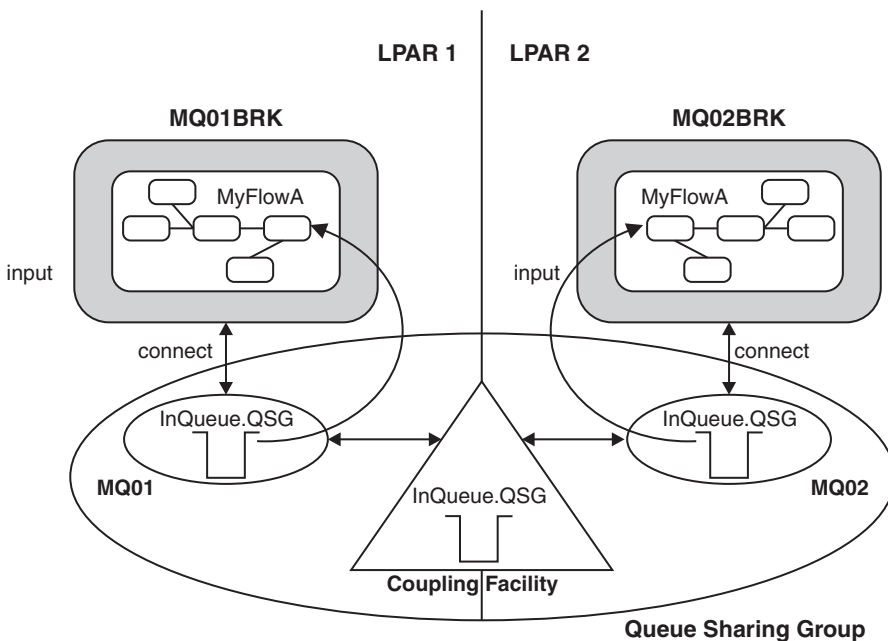 LPAR 1
LPAR 2
MQ01BRK
MQ02BRK
MyFlowA
MyFlowA
input
input
connect
connect
InQueue.QSG
InQueue.QSG
MQ01
MQ02
InQueue.QSG
Coupling Facility
Queue Sharing Group